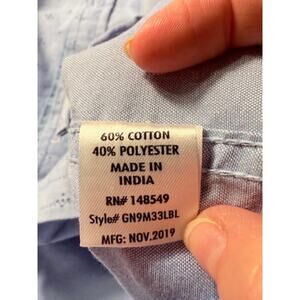 60% COTTON
40% POLYESTER
MADE IN
INDIA
RN# 148549
Style# GN9M33LBL
MFG: NOV.2019